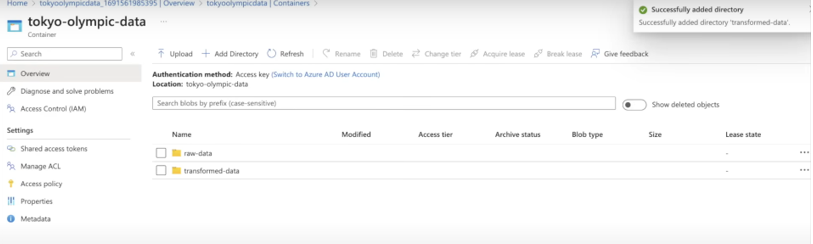 Home > tokyoolympicdata_1691561985395 | Overview > tokyoolympicdata | Containers >
tokyo-olympic-data ...
Container
Successfully added directory
Successfully added directory 'transformed-data'.
Search
«
Upload + Add Directory Refresh Rename Delete Change tier Acquire lease Break lease Give feedback
Overview
Diagnose and solve problems
Access Control (IAM)
Settings
Shared access tokens
Manage ACL
Access policy
Properties
Metadata
Authentication method: Access key (Switch to Azure AD User Account)
Location: tokyo-olympic-data
Search blobs by prefix (case-sensitive)
Show deleted objects
Name Modified Access tier Archive status Blob type Size Lease state
raw-data - ...
transformed-data - ...